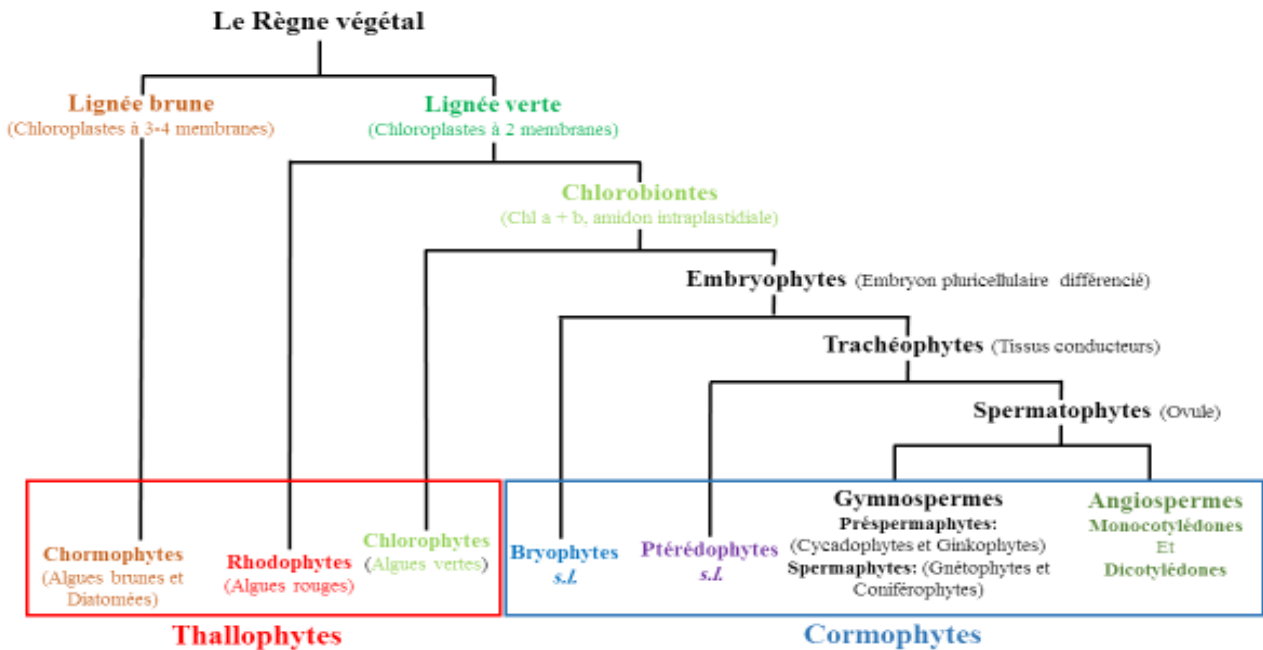 Le Règne végétal
Lignée brune
(Chloroplastes à 3-4 membranes)
Lignée verte
(Chloroplastes à 2 membranes)
Chlorobiontes
(Chl a + b, amidon intraplastidiale)
Embryophytes (Embryon pluricellulaire différencié)
Trachéophytes (Tissus conducteurs)
Spermatophytes (Ovule)
Chormophytes
(Algues brunes et
Diatomées)
Rhodophytes
(Algues rouges)
Chlorophytes
(Algues vertes)
Bryophytes
s.l.
Ptérédophytes
s.l.
Gymnospermes
Préspermaphytes:
(Cycadophytes et Ginkophytes)
Spermaphytes: (Gnétophytes et
Coniférophytes)
Angiospermes
Monocotylédones
Et
Dicotylédones
Thallophytes
Cormophytes